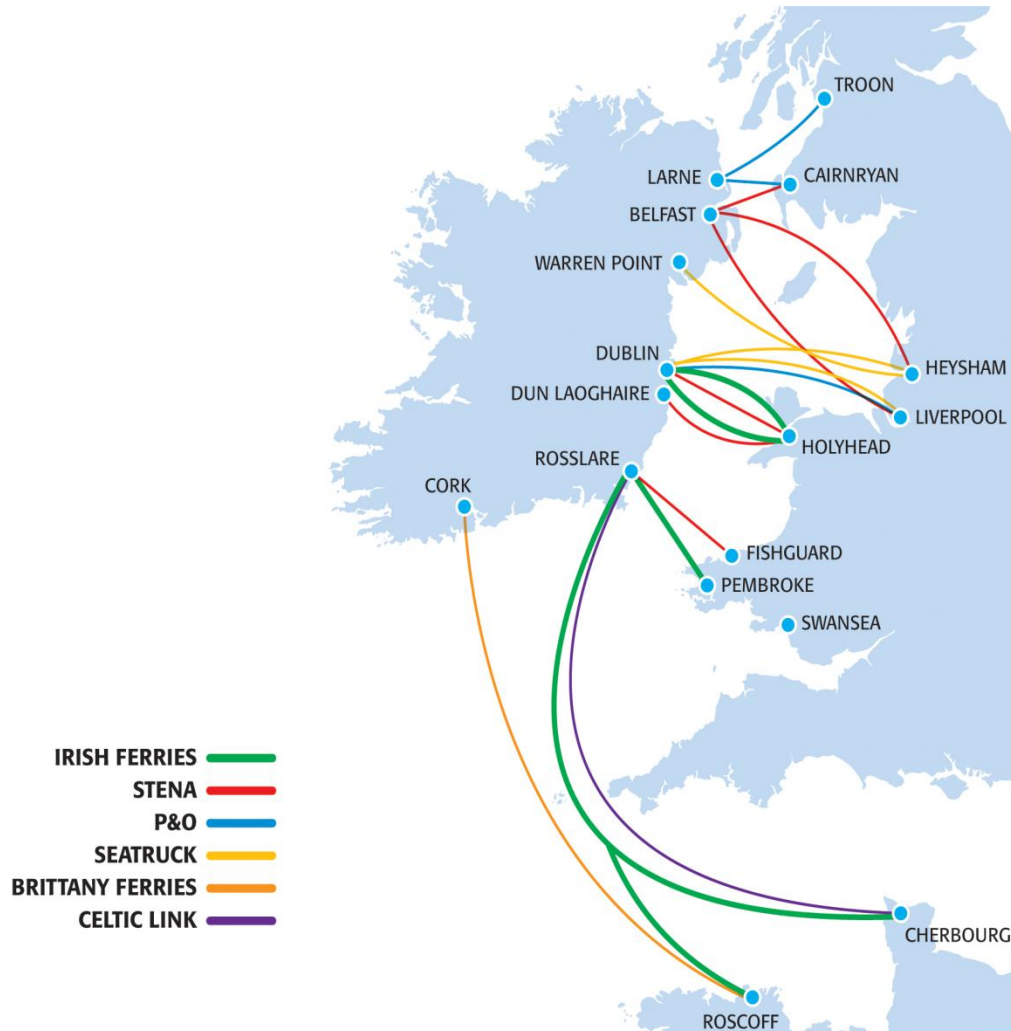 TROON
LARNE
CAIRNRYAN
BELFAST
WARREN POINT
DUBLIN
HEYSHAM
DUN LAOGHAIRE
LIVERPOOL
HOLYHEAD
ROSSLARE
CORK
FISHGUARD
PEMBROKE
SWANSEA
IRISH FERRIES
STENA
P&O
SEATRUCK
BRITTANY FERRIES
CELTIC LINK
CHERBOURG
ROSCOFF